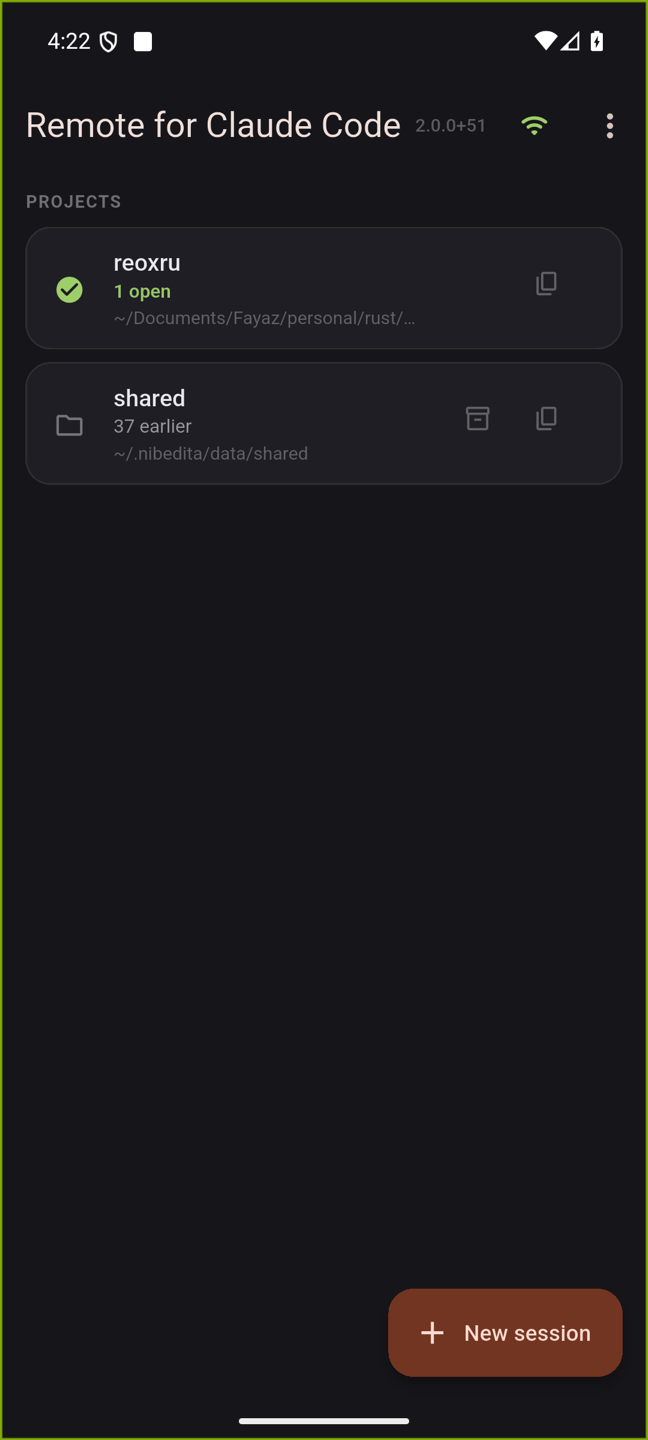 4:22
Remote for Claude Code 2.0.0+51
PROJECTS
reoxru
1 open
~/Documents/Fayaz/personal/rust/...
shared
37 earlier
~/.nibedita/data/shared
+ New session